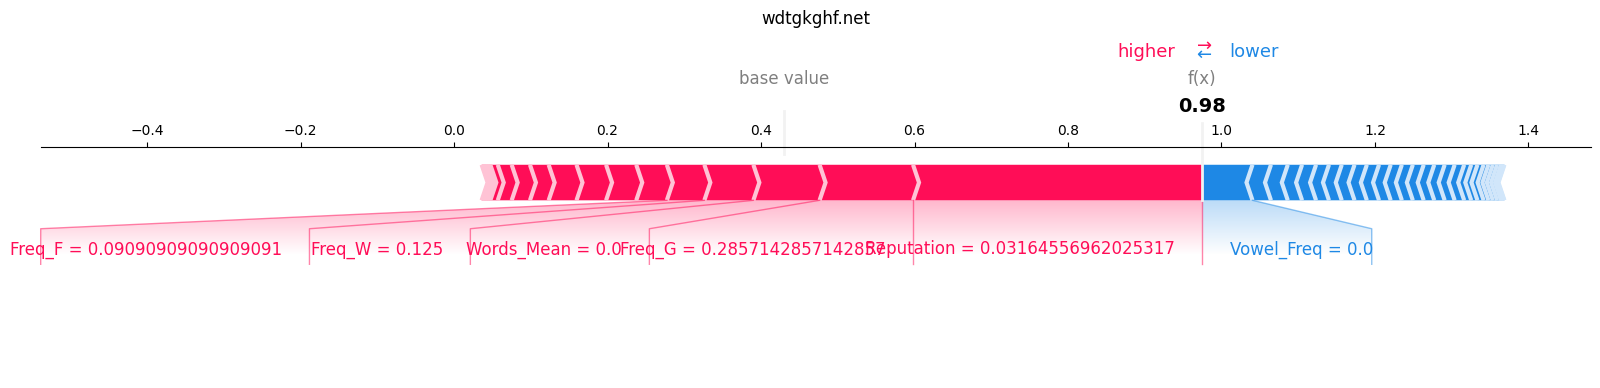 wdtgkghf.net
higher → lower
←
base value f(x)
0.98
−0.4 −0.2 0.0 0.2 0.4 0.6 0.8 1.0 1.2 1.4
Freq_F = 0.09090909090909091 Freq_W = 0.125 Words_Mean = 0.0 Freq_G = 0.2857142857142857 Reputation = 0.03164556962025317 Vowel_Freq = 0.0